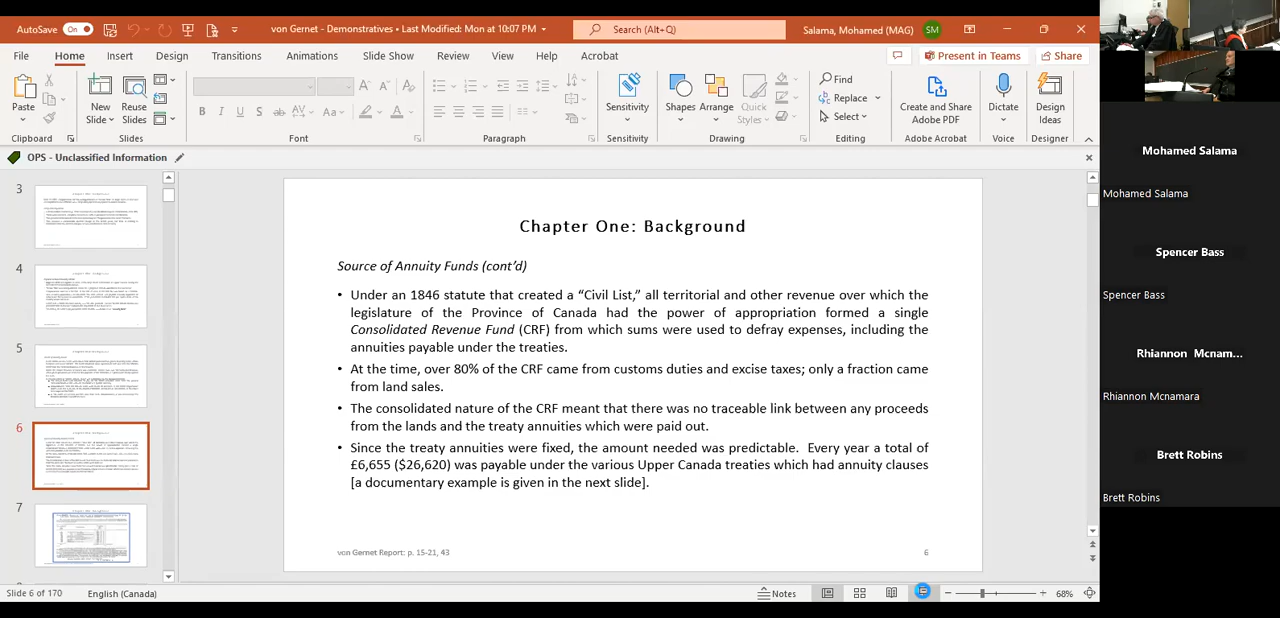 AutoSave On von Gernet - Demonstratives • Last Modified: Mon at 10:07 PM Search (Alt+Q) Salama, Mohamed (MAG) SM
File Home Insert Design Transitions Animations Slide Show Review View Help Acrobat Present in Teams Share
Paste New Slide Reuse Slides Sensitivity Shapes Arrange Quick Styles Find Replace Select Create and Share Adobe PDF Dictate Design Ideas
B I U S ab AV Aa A
Clipboard Slides Font Paragraph Sensitivity Drawing Editing Adobe Acrobat Voice Designer
OPS - Unclassified Information
3
4
5
6
7
Chapter One: Background
Source of Annuity Funds (cont'd)
Under an 1846 statute which created a “Civil List,” all territorial and other revenue over which the
legislature of the Province of Canada had the power of appropriation formed a single
Consolidated Revenue Fund (CRF) from which sums were used to defray expenses, including the
annuities payable under the treaties.
• At the time, over 80% of the CRF came from customs duties and excise taxes; only a fraction came
from land sales.
• The consolidated nature of the CRF meant that there was no traceable link between any proceeds
from the lands and the treaty annuities which were paid out.
Since the treaty annuities were fixed, the amount needed was predictable. Every year a total of
£6,655 ($26,620) was payable under the various Upper Canada treaties which had annuity clauses
[a documentary example is given in the next slide].
von Gernet Report: p. 15-21, 43
6
Slide 6 of 170 English (Canada) Notes 68%
Mohamed Salama
Mohamed Salama
Spencer Bass
Spencer Bass
Rhiannon Mcnam...
Rhiannon Mcnamara
Brett Robins
Brett Robins